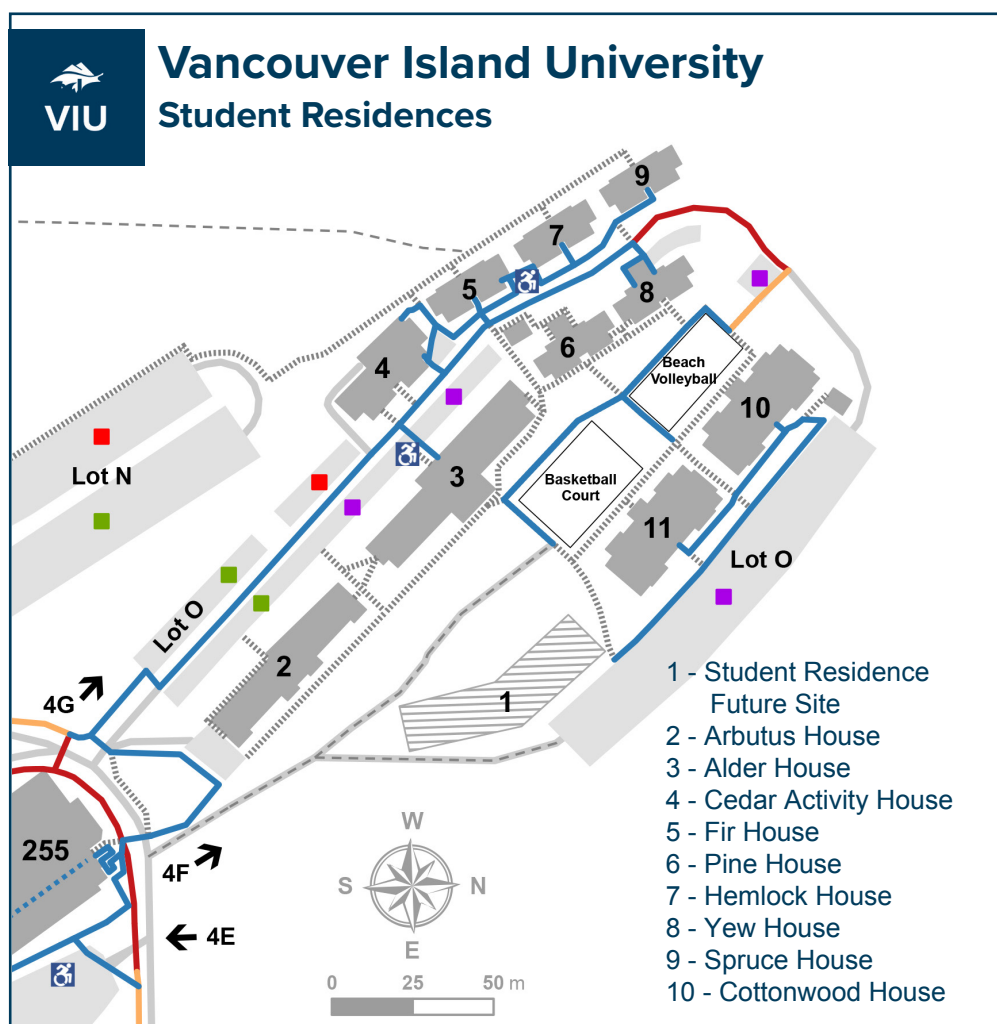 VIU
Vancouver Island University
Student Residences
9
7
5
8
6
4
Beach
Volleyball
10
Lot N
3
Basketball
Court
11
Lot O
Lot O
2
1
4G
255
4F
4E
W
S
N
E
0
25
50 m
1 - Student Residence
Future Site
2 - Arbutus House
3 - Alder House
4 - Cedar Activity House
5 - Fir House
6 - Pine House
7 - Hemlock House
8 - Yew House
9 - Spruce House
10 - Cottonwood House